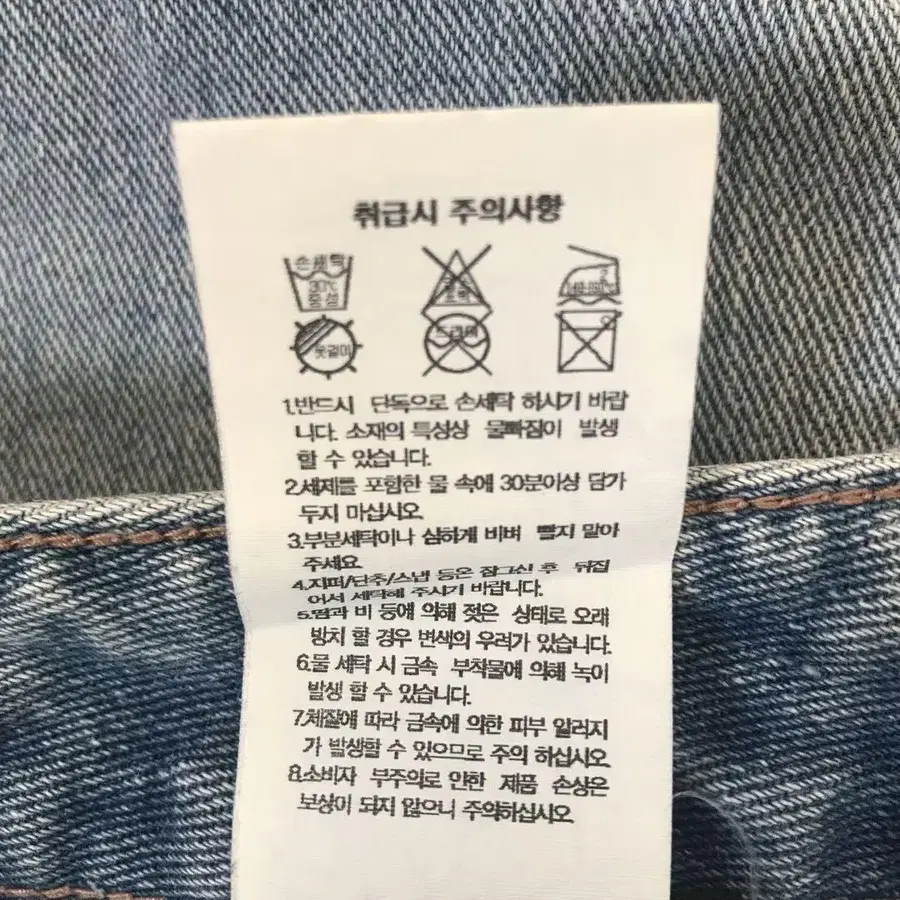 취급시 주의사항
손세탁
30℃
중성
2
옷걸이
드라이
1.반드시 단독으로 손세탁 하시기 바랍
니다. 소재의 특성상 물빠짐이 발생
할 수 있습니다.
2.세제를 포함한 물 속에 30분이상 담가
두지 마십시오.
3.부분세탁이나 심하게 비벼 빨지 말아
주세요.
4.지퍼/단추/스냅 등은 잠그신 후 뒤집
어서 세탁해 주시기 바랍니다.
5.땀과 비 등에 의해 젖은 상태로 오래
방치 할 경우 변색의 우려가 있습니다.
6.물 세탁 시 금속 부착물에 의해 녹이
발생 할 수 있습니다.
7.체질에 따라 금속에 의한 피부 알러지
가 발생할 수 있으므로 주의 하십시오.
8.소비자 부주의로 인한 제품 손상은
보상이 되지 않으니 주의하십시오.